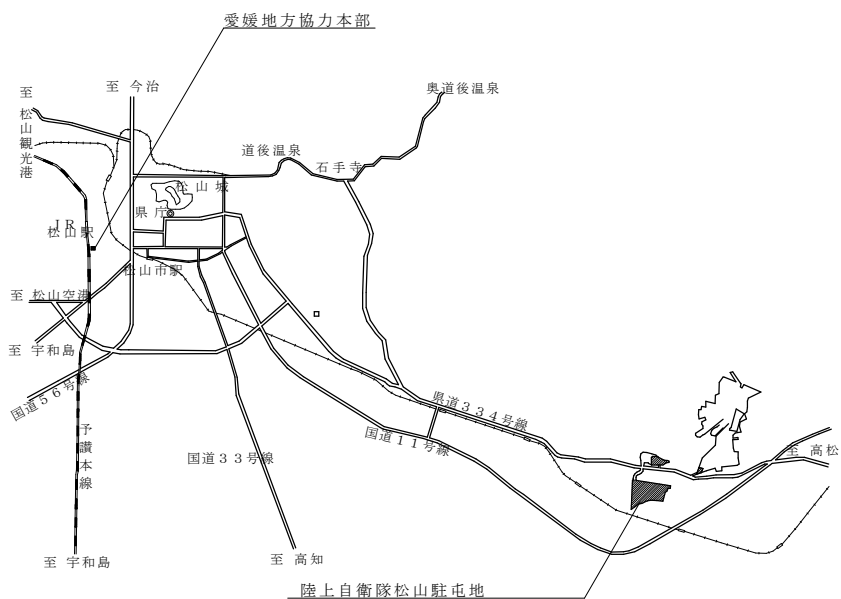 愛媛地方協力本部
至 今治
至 松山観光港
奥道後温泉
道後温泉
石手寺
松山城
県庁
JR
松山駅
松山市駅
至 松山空港
至 宇和島
国道56号線
予讃本線
国道33号線
国道11号線
県道334号線
至 高松
至 宇和島
至 高知
陸上自衛隊松山駐屯地